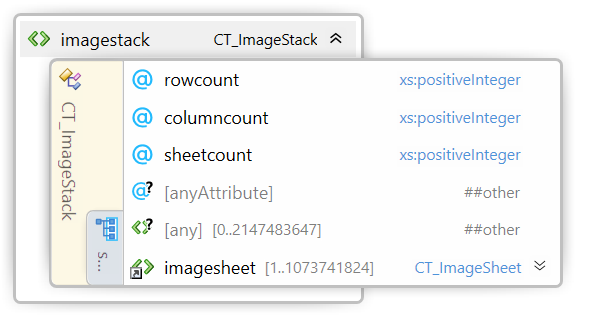 imagestack CT_ImageStack
CT_ImageStack
S...
@ rowcount xs:positiveInteger
@ columncount xs:positiveInteger
@ sheetcount xs:positiveInteger
@? [anyAttribute] ##other
<>? [any] [0..2147483647] ##other
imagesheet [1..1073741824] CT_ImageSheet